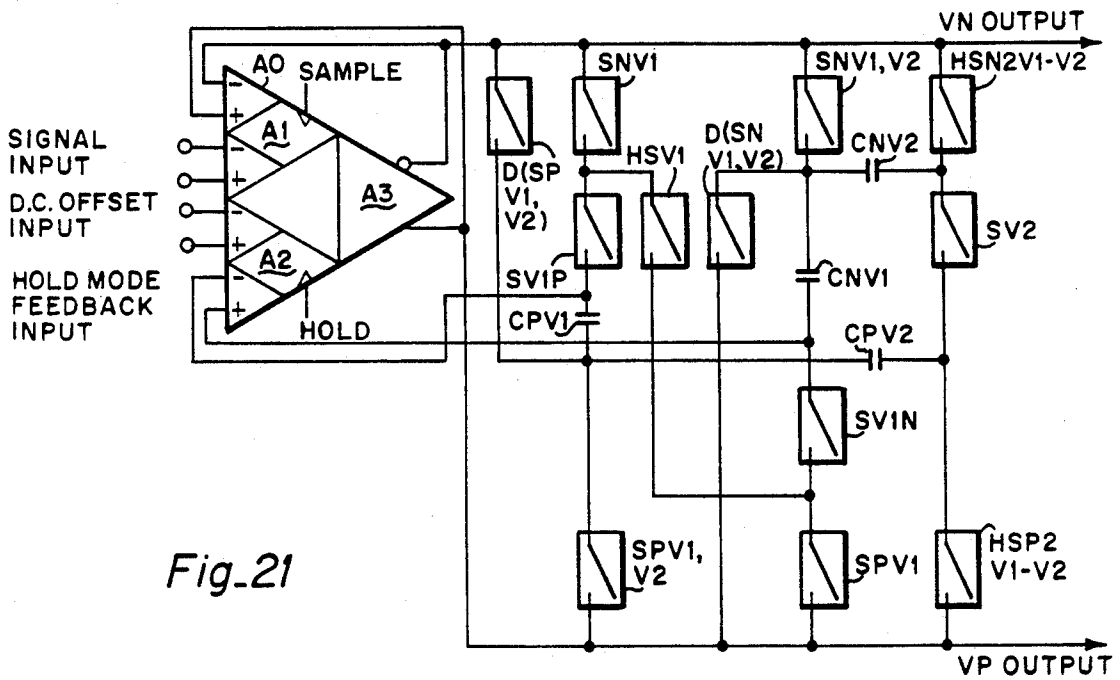 VN OUTPUT
A0
SAMPLE
SNV1
SNV1, V2
HSN2V1-V2
-
+
A1
SIGNAL
INPUT
-
+
D.C. OFFSET
INPUT
-
+
A3
D(SP
V1,
V2)
HSV1
D(SN
V1,V2)
CNV2
SV2
HOLD MODE
FEEDBACK
INPUT
A2
-
+
HOLD
SV1P
CPV1
CNV1
CPV2
SV1N
Fig_21
SPV1,
V2
SPV1
HSP2
V1-V2
VP OUTPUT